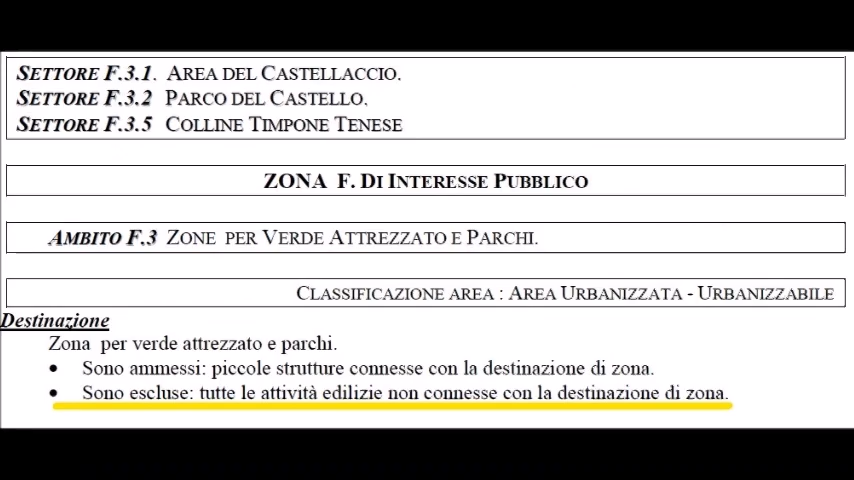 SETTORE F.3.1. AREA DEL CASTELLACCIO.
SETTORE F.3.2 PARCO DEL CASTELLO.
SETTORE F.3.5 COLLINE TIMPONE TENESE
ZONA F. DI INTERESSE PUBBLICO
AMBITO F.3 ZONE PER VERDE ATTREZZATO E PARCHI.
CLASSIFICAZIONE AREA : AREA URBANIZZATA - URBANIZZABILE
Destinazione
Zona per verde attrezzato e parchi.
• Sono ammessi: piccole strutture connesse con la destinazione di zona.
• Sono escluse: tutte le attività edilizie non connesse con la destinazione di zona.